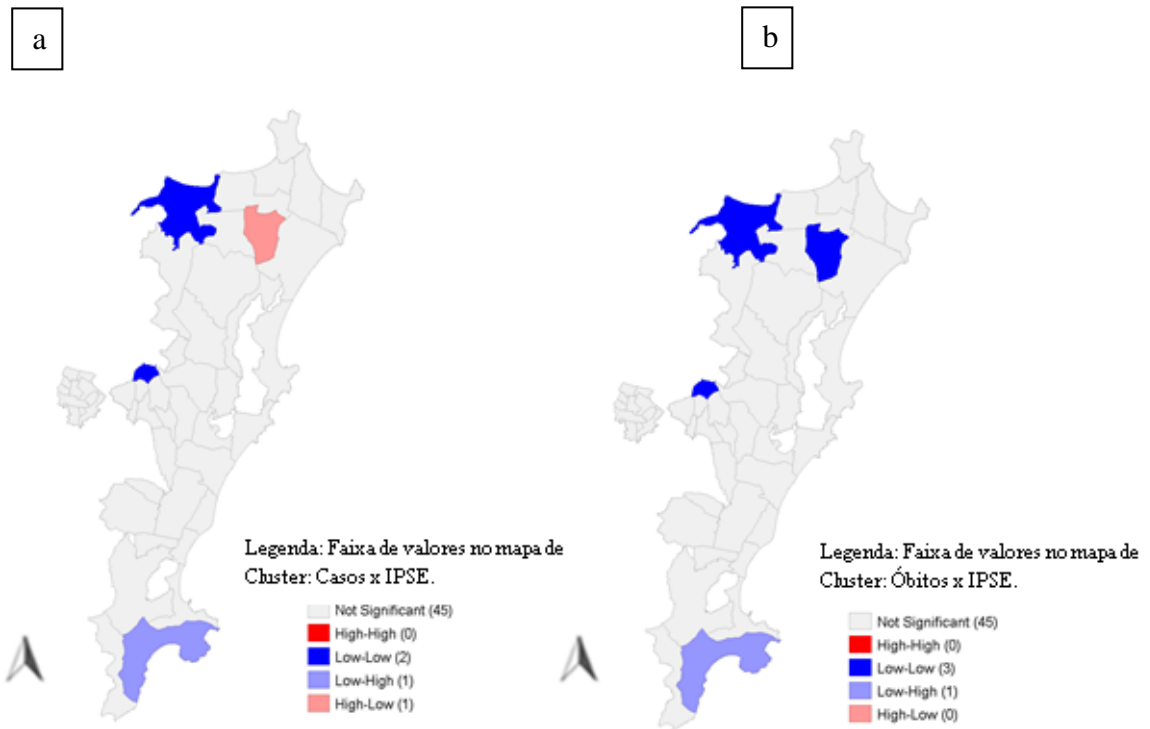 a
b
Legenda: Faixa de valores no mapa de
Cluster: Casos x IPSE.
Not Significant (45)
High-High (0)
Low-Low (2)
Low-High (1)
High-Low (1)
Legenda: Faixa de valores no mapa de
Cluster: Óbitos x IPSE.
Not Significant (45)
High-High (0)
Low-Low (3)
Low-High (1)
High-Low (0)